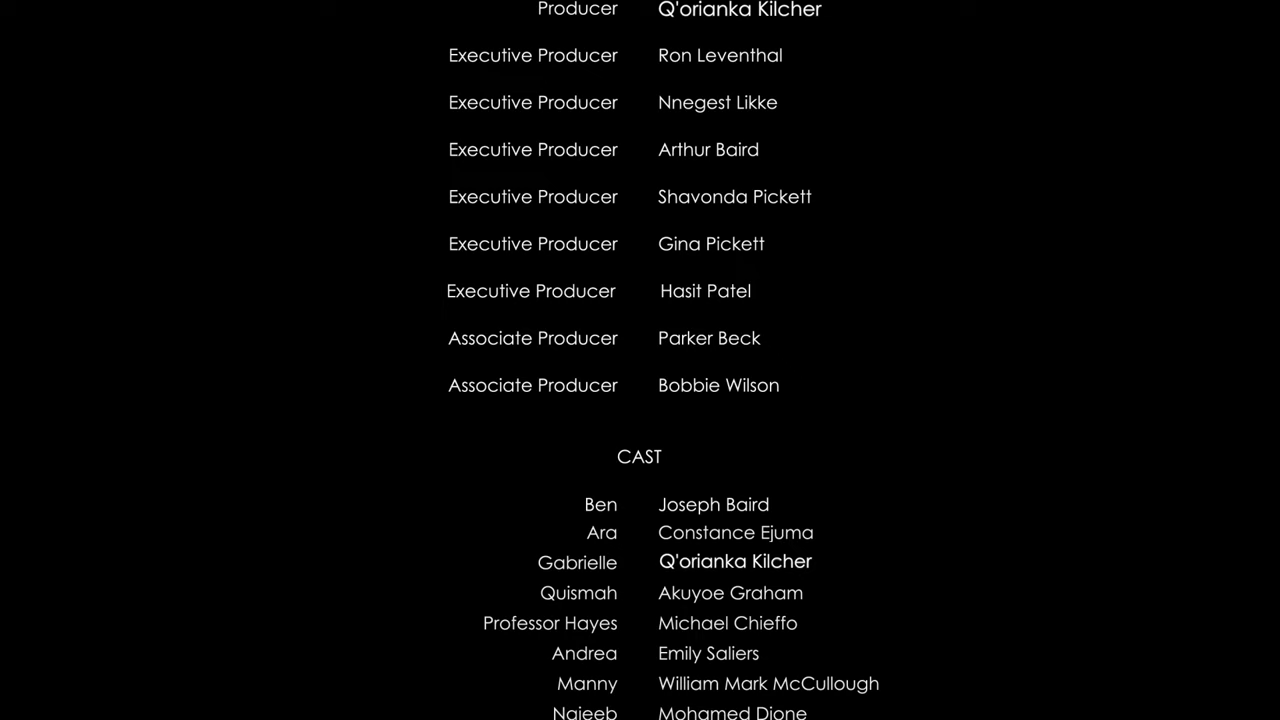 Producer Q'orianka Kilcher
Executive Producer Ron Leventhal
Executive Producer Nnegest Likke
Executive Producer Arthur Baird
Executive Producer Shavonda Pickett
Executive Producer Gina Pickett
Executive Producer Hasit Patel
Associate Producer Parker Beck
Associate Producer Bobbie Wilson
CAST
Ben Joseph Baird
Ara Constance Ejuma
Gabrielle Q'orianka Kilcher
Quismah Akuyoe Graham
Professor Hayes Michael Chieffo
Andrea Emily Saliers
Manny William Mark McCullough
Najeeb Mohamed Dione